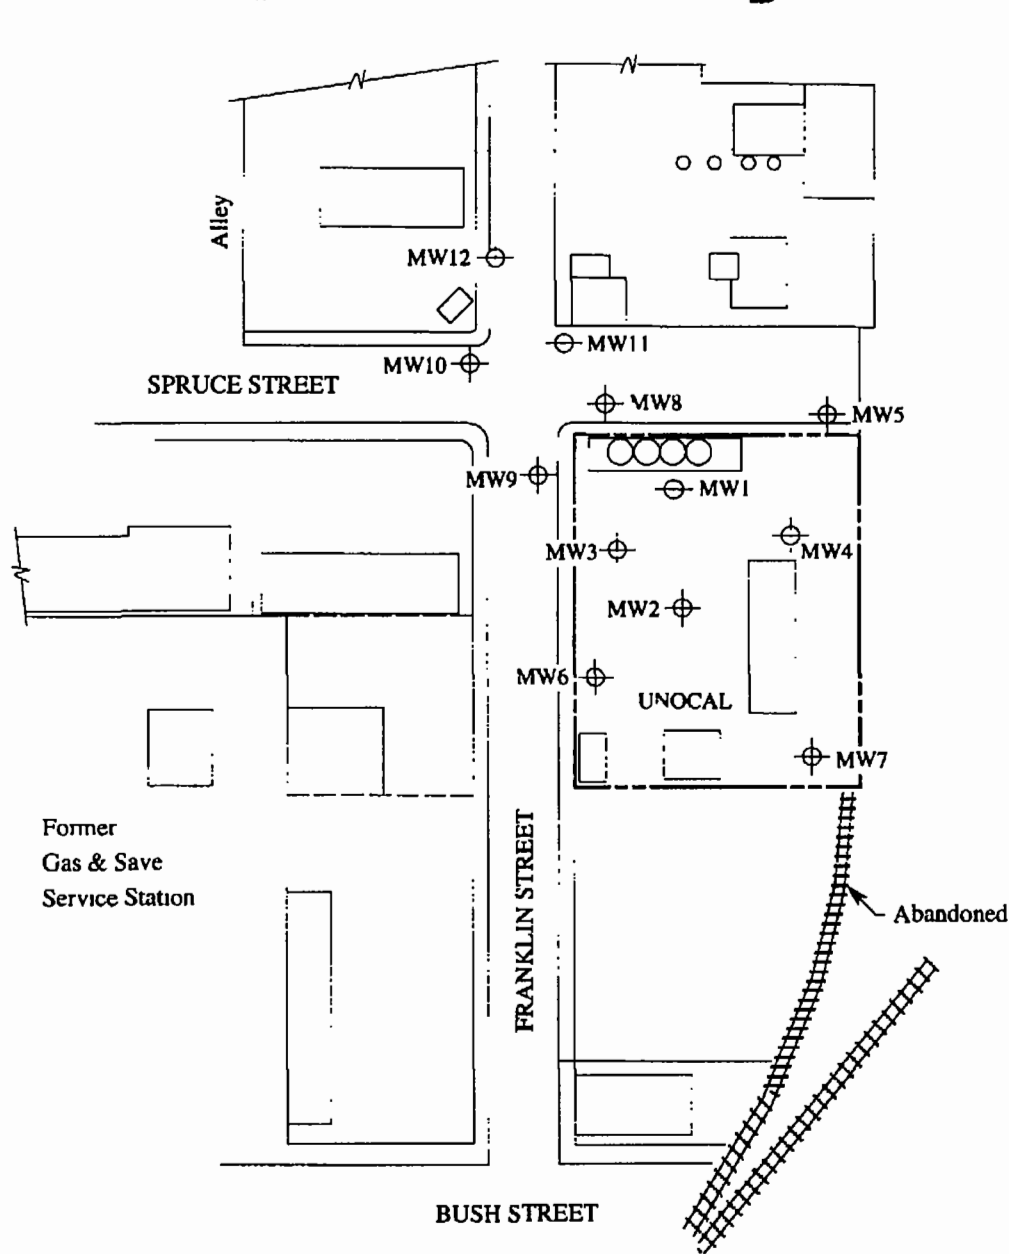 Alley
MW12
MW11
MW10
SPRUCE STREET
MW8
MW5
MW9
MW1
MW3
MW4
MW2
MW6
UNOCAL
MW7
Former
Gas & Save
Service Station
FRANKLIN STREET
Abandoned
BUSH STREET